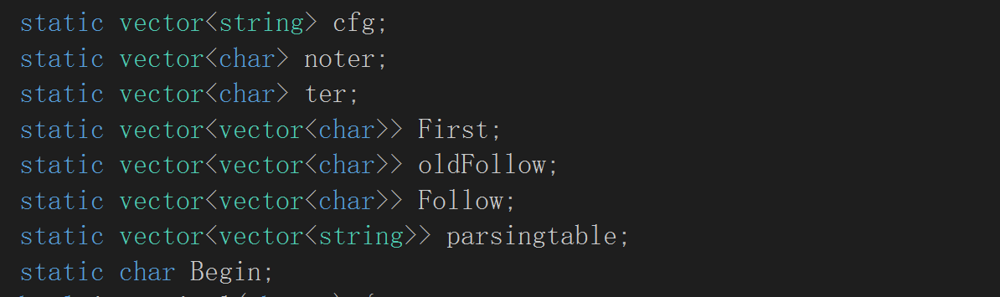 static vector<string> cfg;
static vector<char> noter;
static vector<char> ter;
static vector<vector<char>> First;
static vector<vector<char>> oldFollow;
static vector<vector<char>> Follow;
static vector<vector<string>> parsingtable;
static char Begin;